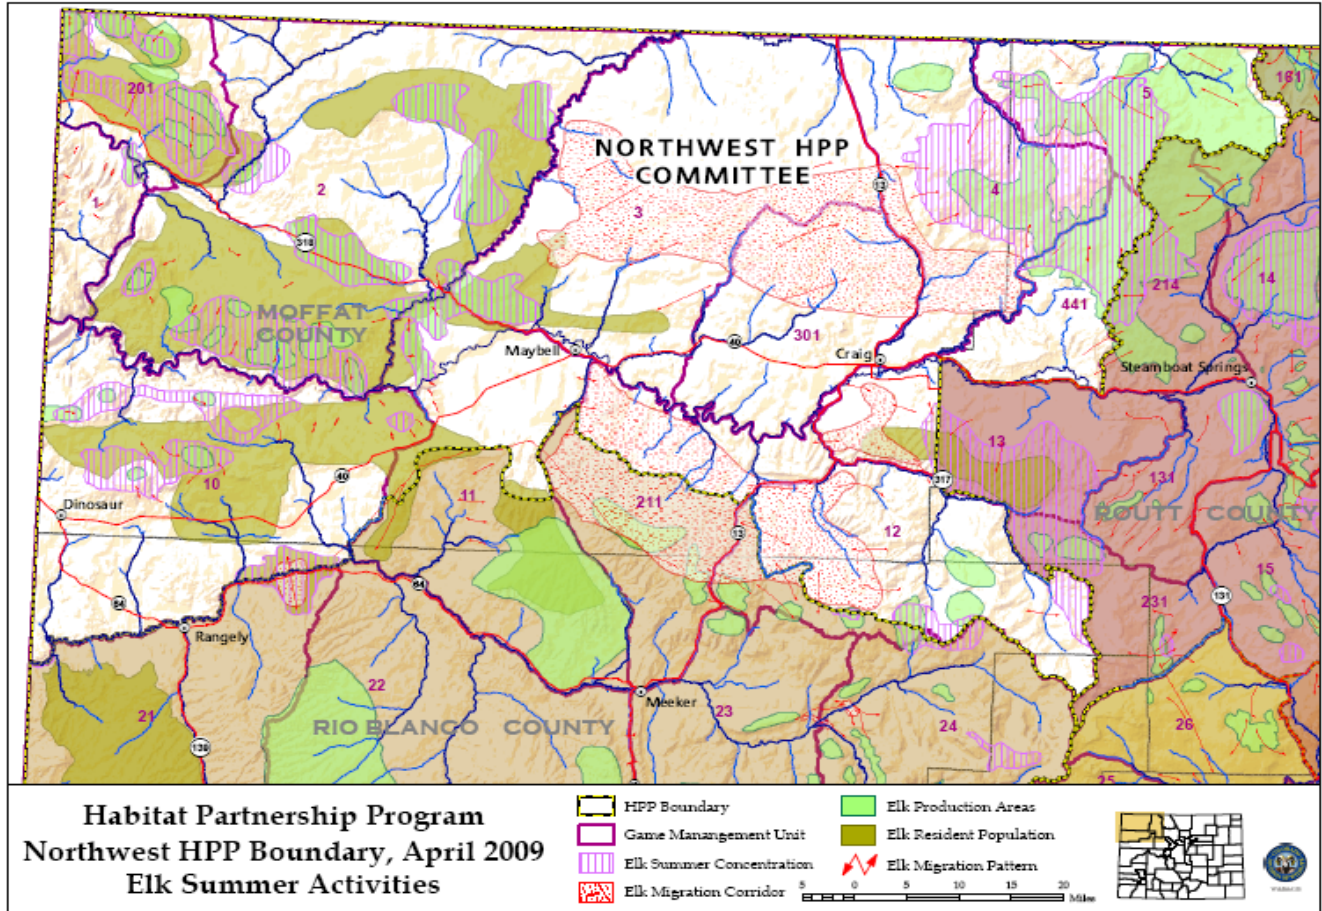 201
161
5
NORTHWEST HPP
COMMITTEE
13
4
2
1
3
318
14
214
MOFFAT
COUNTY
441
301
40
Maybell
Craig
Steamboat Springs
13
10
40
11
317
131
Dinosaur
211
ROUTT COUNTY
13
12
15
64
64
231
131
Rangely
22
Meeker
21
RIO BLANCO COUNTY
23
24
26
139
25
Habitat Partnership Program
Northwest HPP Boundary, April 2009
Elk Summer Activities
HPP Boundary
Game Manangement Unit
Elk Summer Concentration
Elk Migration Corridor
Elk Production Areas
Elk Resident Population
Elk Migration Pattern
5 0 5 10 15 20
Miles